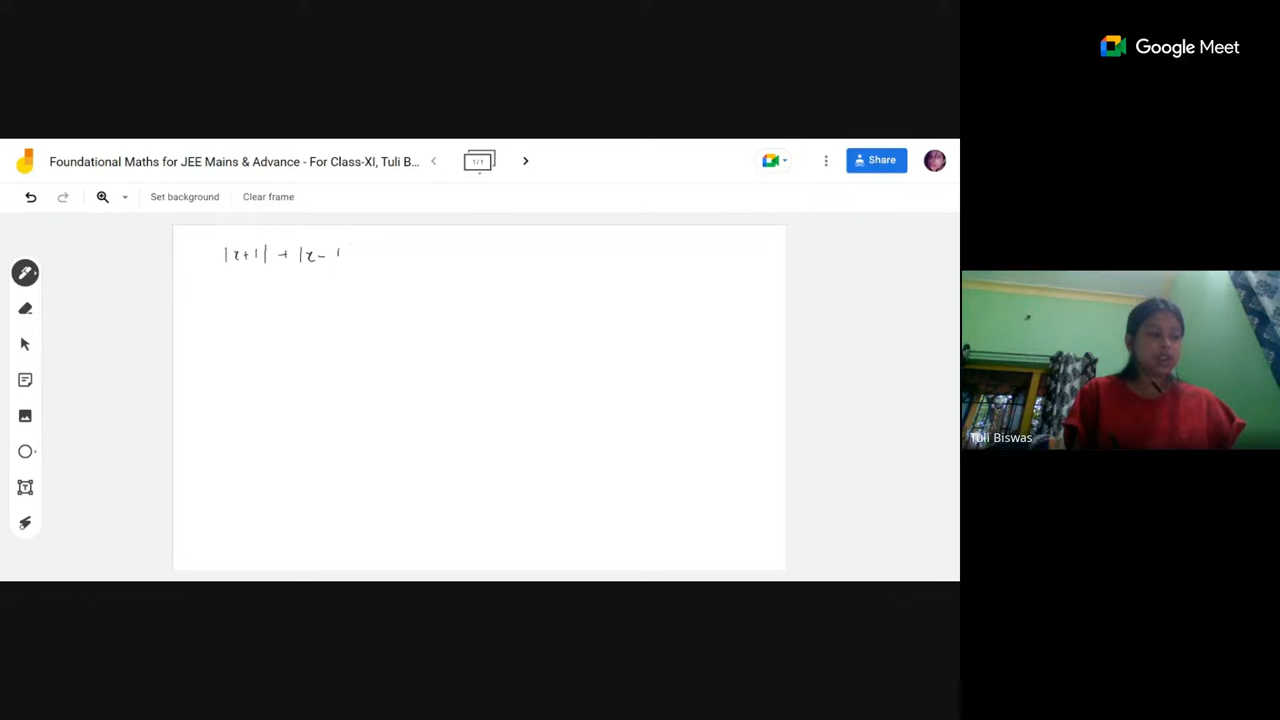 Google Meet
Foundational Maths for JEE Mains & Advance - For Class-XI, Tuli B...
1/1
Share
Set background
Clear frame
|x+1| + |x- 1
Tuli Biswas